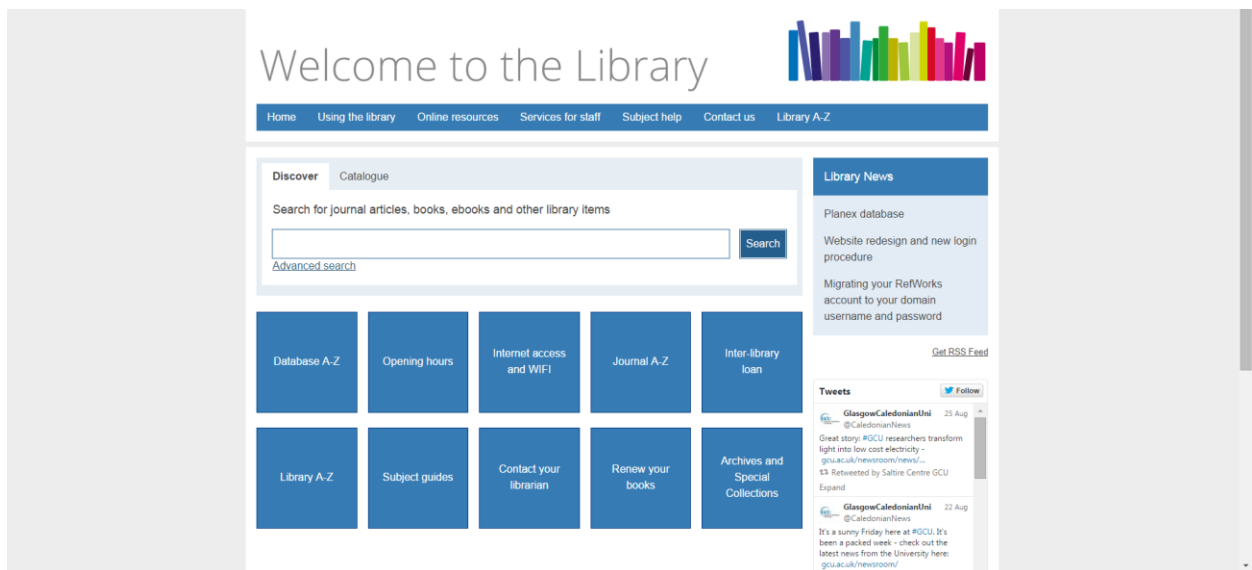 Welcome to the Library
Home Using the library Online resources Services for staff Subject help Contact us Library A-Z
Discover Catalogue
Search for journal articles, books, ebooks and other library items
Search
Advanced search
Database A-Z
Opening hours
Internet access
and WIFI
Journal A-Z
Inter-library
loan
Library A-Z
Subject guides
Contact your
librarian
Renew your
books
Archives and
Special
Collections
Library News
Planex database
Website redesign and new login
procedure
Migrating your RefWorks
account to your domain
username and password
Get RSS Feed
Tweets Follow
GlasgowCaledonianUni 25 Aug
@CaledonianNews
Great story: #GCU researchers transform
light into low cost electricity -
gcu.ac.uk/newsroom/news/...
Retweeted by Saltire Centre GCU
Expand
GlasgowCaledonianUni 22 Aug
@CaledonianNews
It's a sunny Friday here at #GCU. It's
been a packed week - check out the
latest news from the University here:
gcu.ac.uk/newsroom/